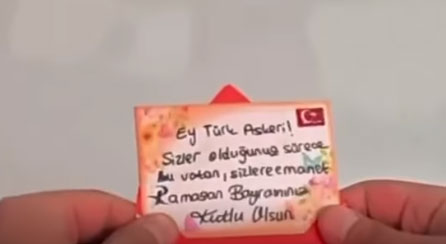 Ey Türk Askeri!
Sizler olduğunuz sürece
bu vatan, sizlere emanet
Ramazan Bayramınız
Kutlu Olsun